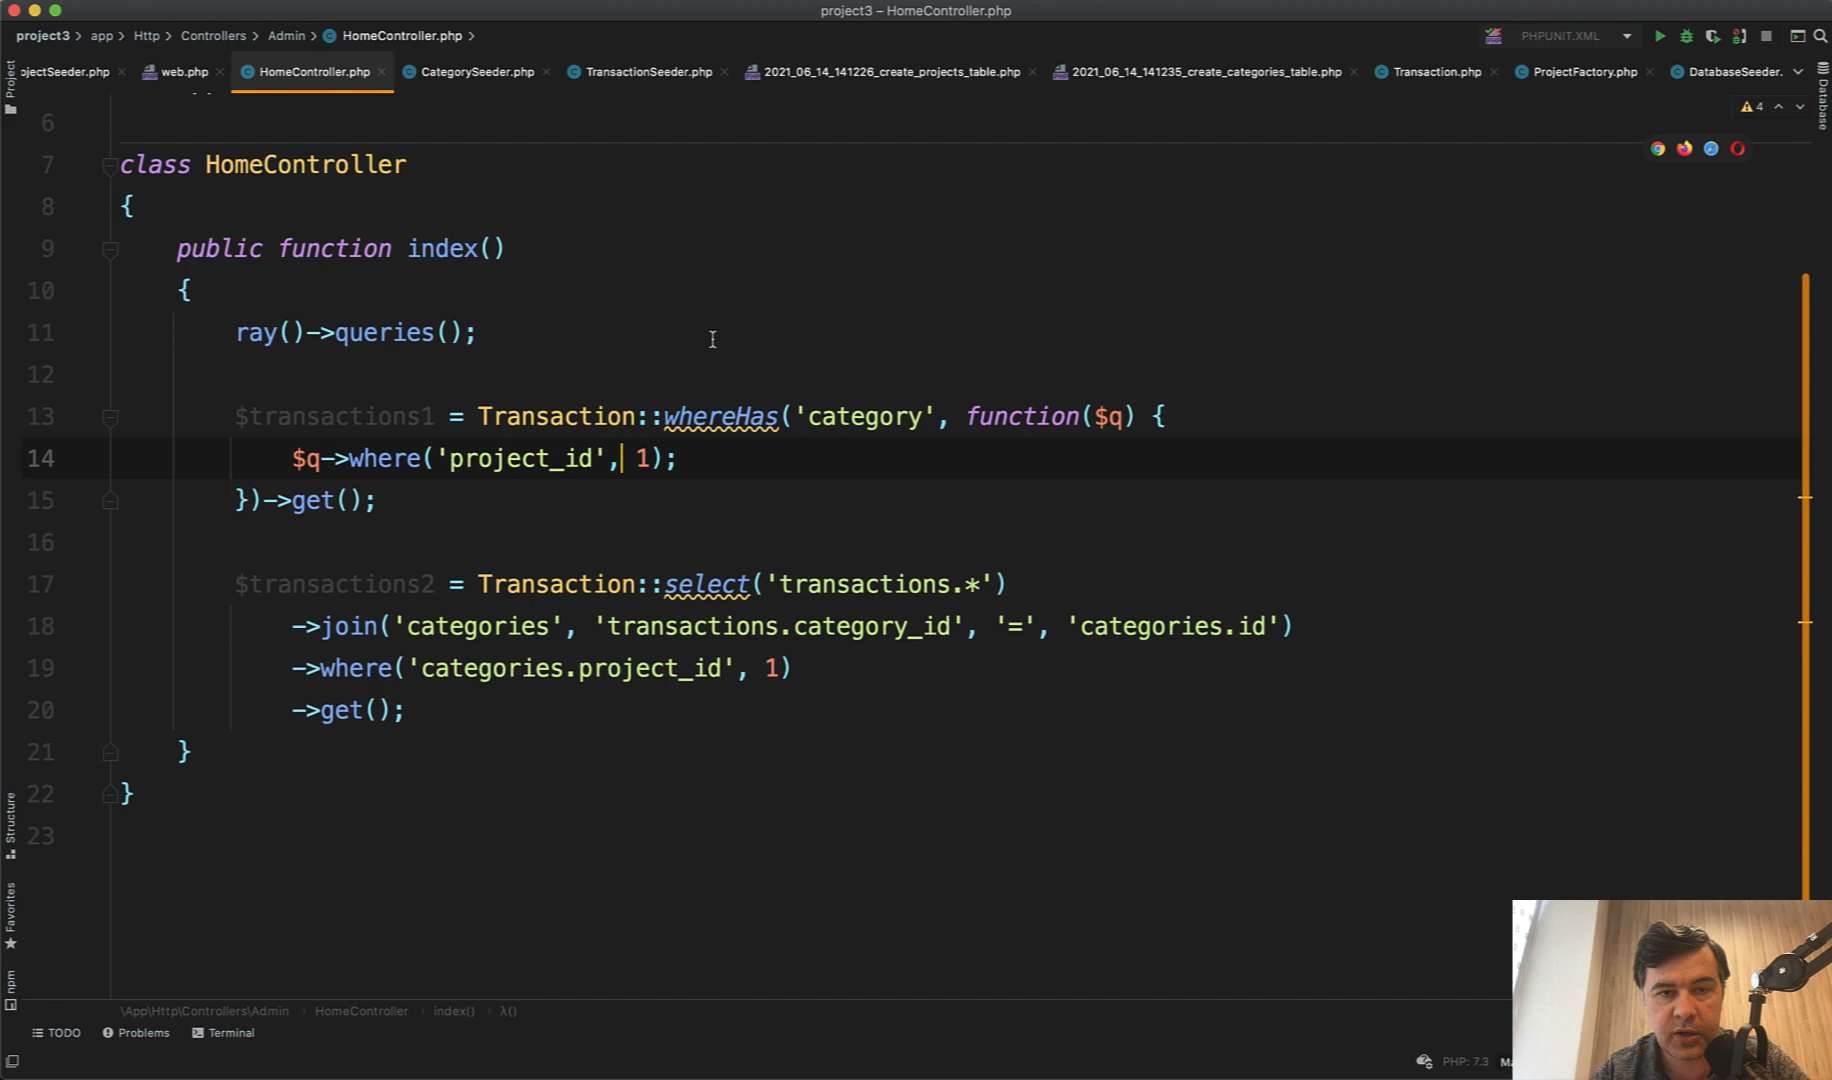 project3 – HomeController.php
project3 > app > Http > Controllers > Admin > HomeController.php >
PHPUNIT.XML
ojectSeeder.php
web.php
HomeController.php
CategorySeeder.php
TransactionSeeder.php
2021_06_14_141226_create_projects_table.php
2021_06_14_141235_create_categories_table.php
Transaction.php
ProjectFactory.php
DatabaseSeeder.
Project
Database
4
6
7 class HomeController
8 {
9 public function index()
10 {
11 ray()->queries();
12
13 $transactions1 = Transaction::whereHas('category', function($q) {
14 $q->where('project_id', 1);
15 })->get();
16
17 $transactions2 = Transaction::select('transactions.*')
18 ->join('categories', 'transactions.category_id', '=', 'categories.id')
19 ->where('categories.project_id', 1)
20 ->get();
21 }
22 }
23
Structure
Favorites
npm
\App\Http\Controllers\Admin > HomeController > index() > λ()
TODO
Problems
Terminal
PHP: 7.3